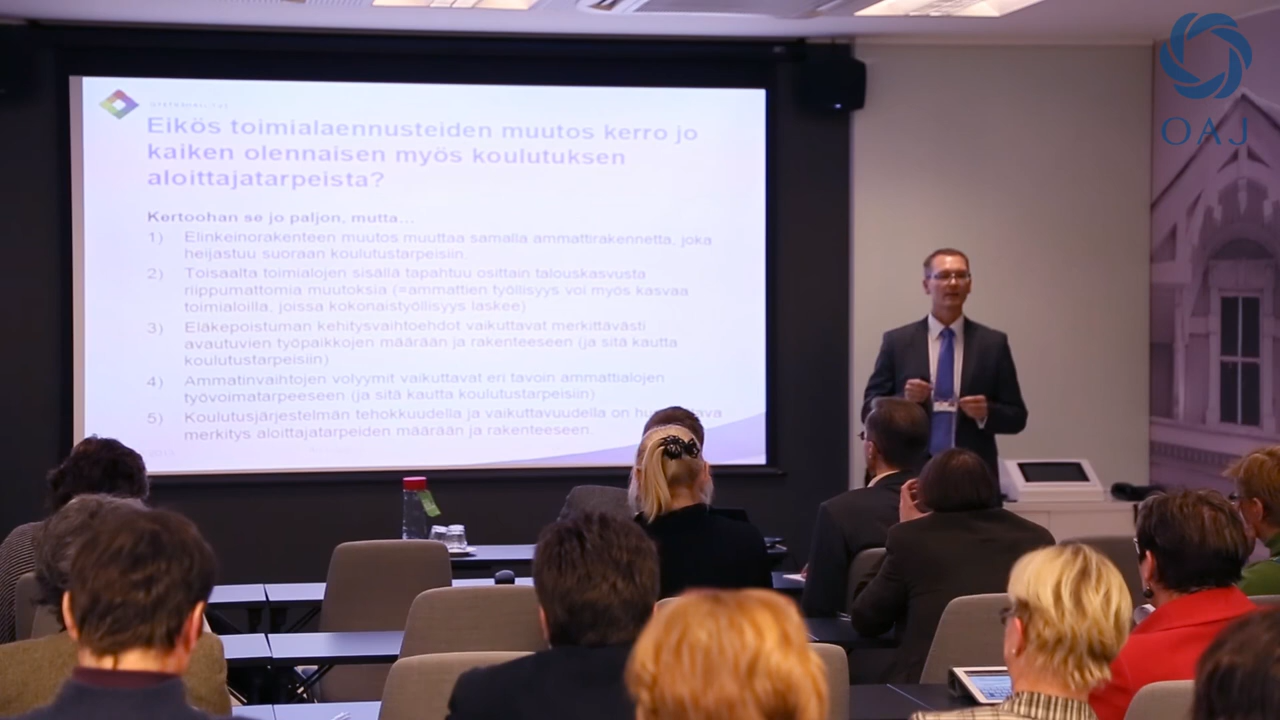 OAJ
Eikös toimialaennusteiden muutos kerro jo
kaiken olennaisen myös koulutuksen
aloittajatarpeista?
Kertoohan se jo paljon, mutta...
1) Elinkeinorakenteen muutos muuttaa samalla ammattirakennetta, joka
heijastuu suoraan koulutustarpeisiin.
2) Toisaalta toimialojen sisällä tapahtuu osittain talouskasvusta
riippumattomia muutoksia (=ammattien työllisyys voi myös kasvaa
toimialoilla, joissa kokonaistyöllisyys laskee)
3) Eläkepoistuman kehitysvaihtoehdot vaikuttavat merkittävästi
avautuvien työpaikkojen määrään ja rakenteeseen (ja sitä kautta
koulutustarpeisiin)
4) Ammatinvaihtojen volyymit vaikuttavat eri tavoin ammattialojen
työvoimatarpeeseen (ja sitä kautta koulutustarpeisiin)
5) Koulutusjärjestelmän tehokkuudella ja vaikuttavuudella on
merkitys aloittajatarpeiden määrään ja rakenteeseen.